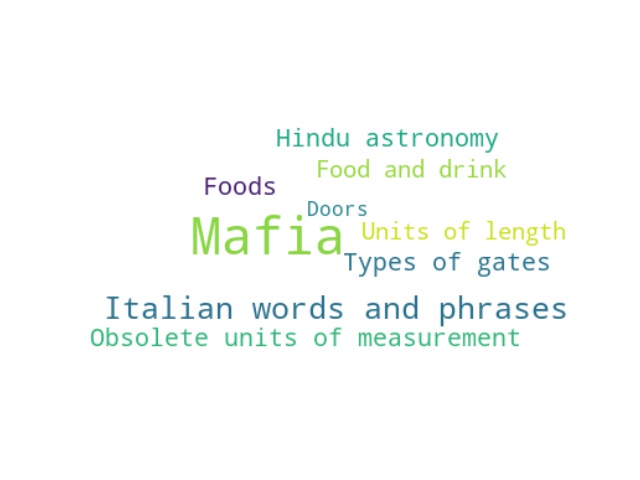 Hindu astronomy
Food and drink
Foods
Doors
Mafia
Units of length
Types of gates
Italian words and phrases
Obsolete units of measurement